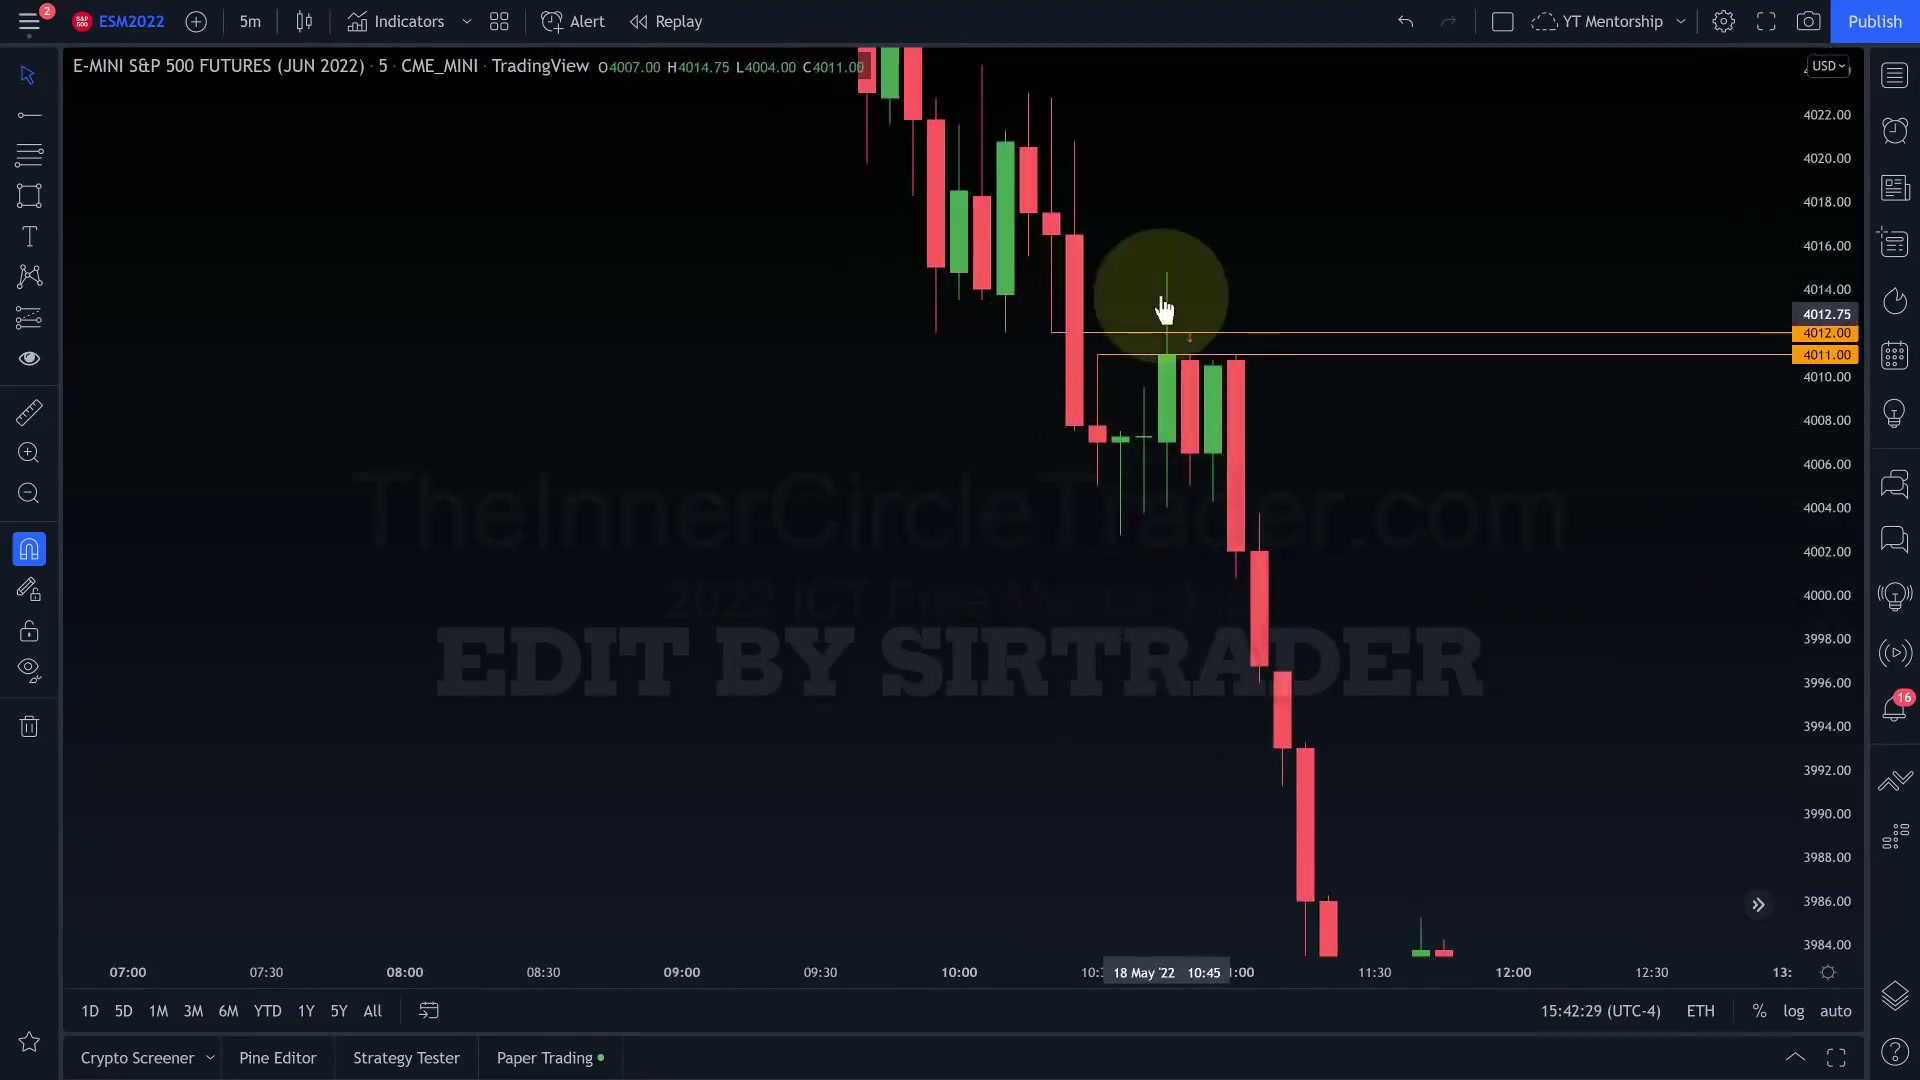 2
S&P 500
ESM2022
5m
Indicators
Alert
Replay
YT Mentorship
Publish
E-MINI S&P 500 FUTURES (JUN 2022) · 5 · CME_MINI · TradingView O4007.00 H4014.75 L4004.00 C4011.00
USD
4022.00
4020.00
4018.00
4016.00
4014.00
4012.75
4012.00
4011.00
4010.00
4008.00
4006.00
4004.00
4002.00
4000.00
3998.00
3996.00
3994.00
3992.00
3990.00
3988.00
3986.00
3984.00
TheInnerCircleTrader.com
2022 ICT Free
EDIT BY SIRTRADER
16
07:00 07:30 08:00 08:30 09:00 09:30 10:00 18 May '22 10:45 11:30 12:00 12:30
1D 5D 1M 3M 6M YTD 1Y 5Y All
15:42:29 (UTC-4) ETH % log auto
Crypto Screener Pine Editor Strategy Tester Paper Trading